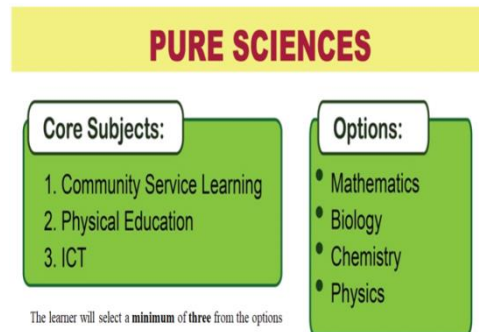 PURE SCIENCES
Core Subjects:
1. Community Service Learning
2. Physical Education
3. ICT
The learner will select a minimum of three from the options
Options:
• Mathematics
• Biology
• Chemistry
• Physics